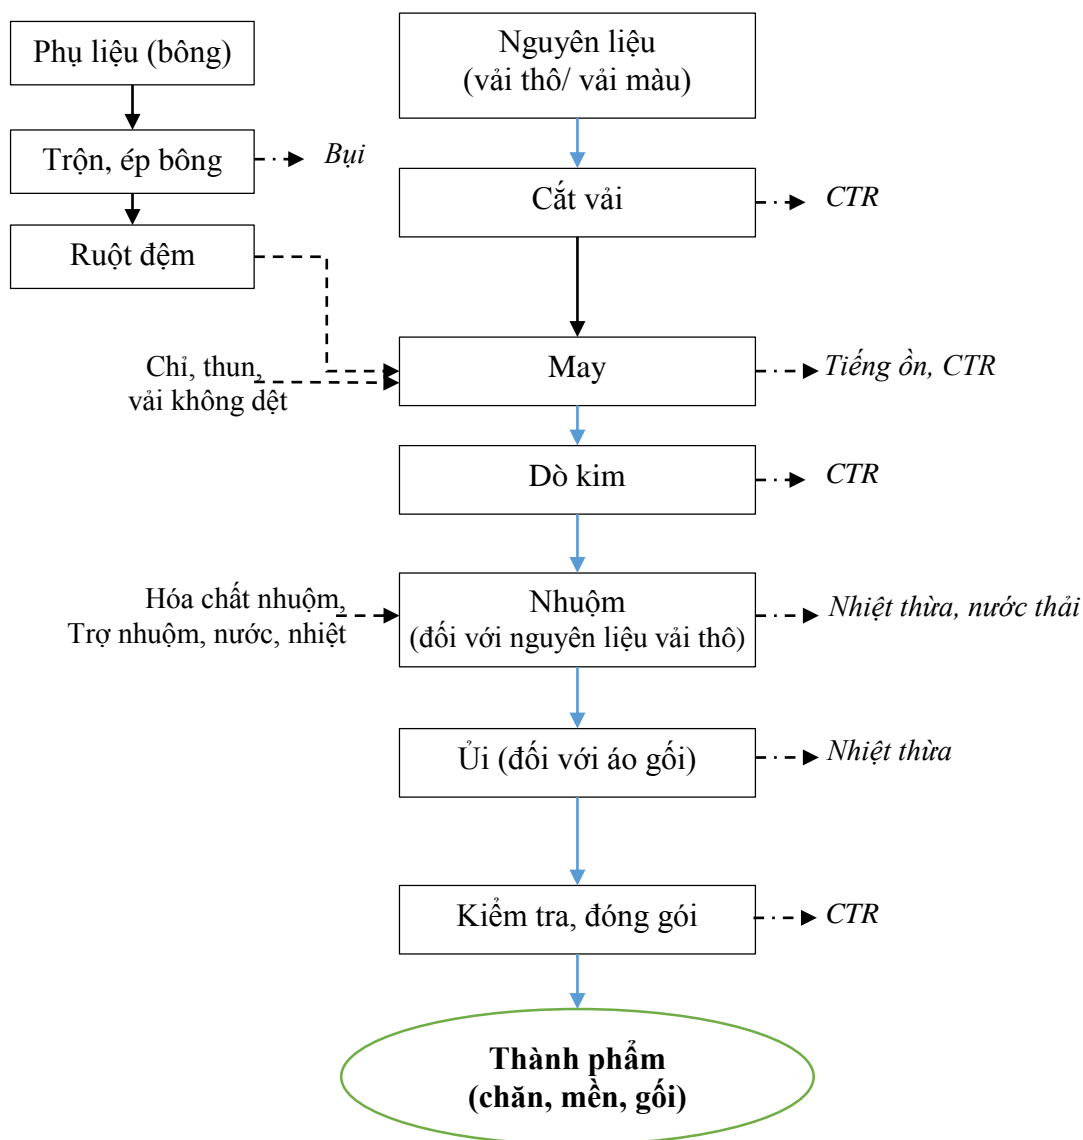 Phụ liệu (bông)
Nguyên liệu
(vải thô/ vải màu)
Trộn, ép bông
Bụi
Cắt vải
CTR
Ruột đệm
Chỉ, thun,
vải không dệt
May
Tiếng ồn, CTR
Dò kim
CTR
Hóa chất nhuộm,
Trợ nhuộm, nước, nhiệt
Nhuộm
(đối với nguyên liệu vải thô)
Nhiệt thừa, nước thải
Ủi (đối với áo gối)
Nhiệt thừa
Kiểm tra, đóng gói
CTR
Thành phẩm
(chăn, mền, gối)